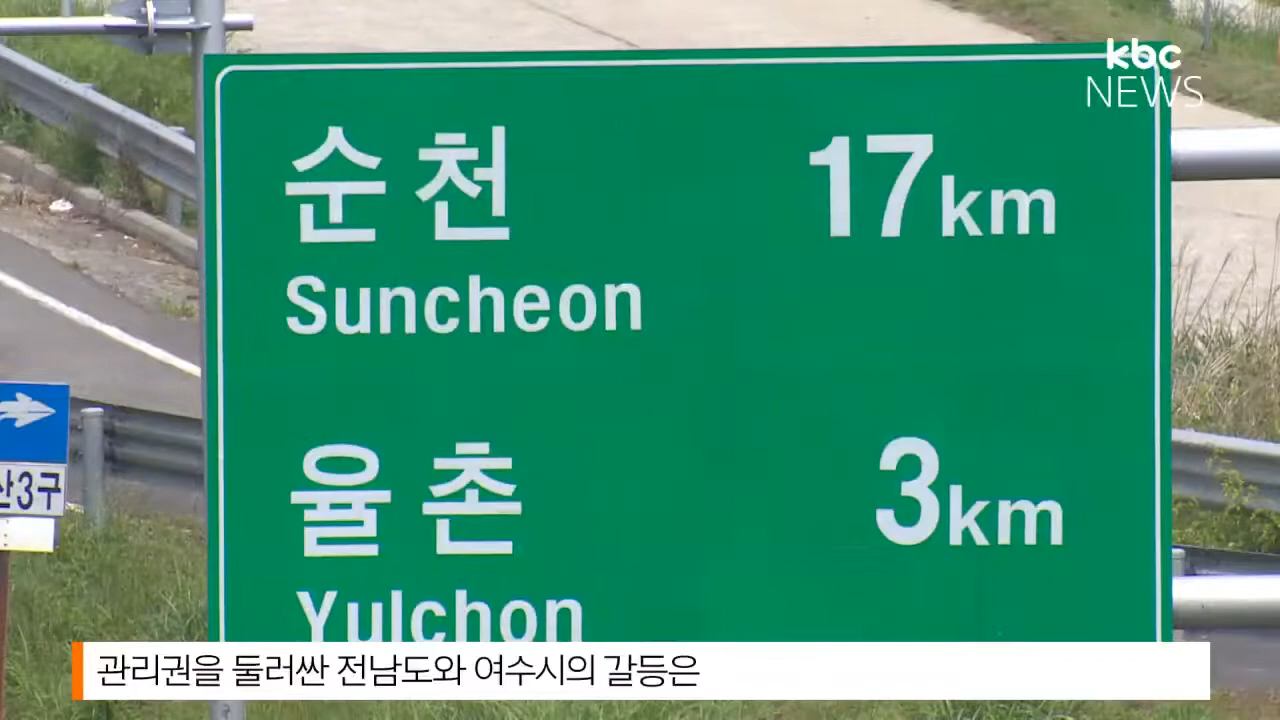 kbc
NEWS
순천 17km
Suncheon
율촌 3km
Yulchon
산3구
관리권을 둘러싼 전남도와 여수시의 갈등은